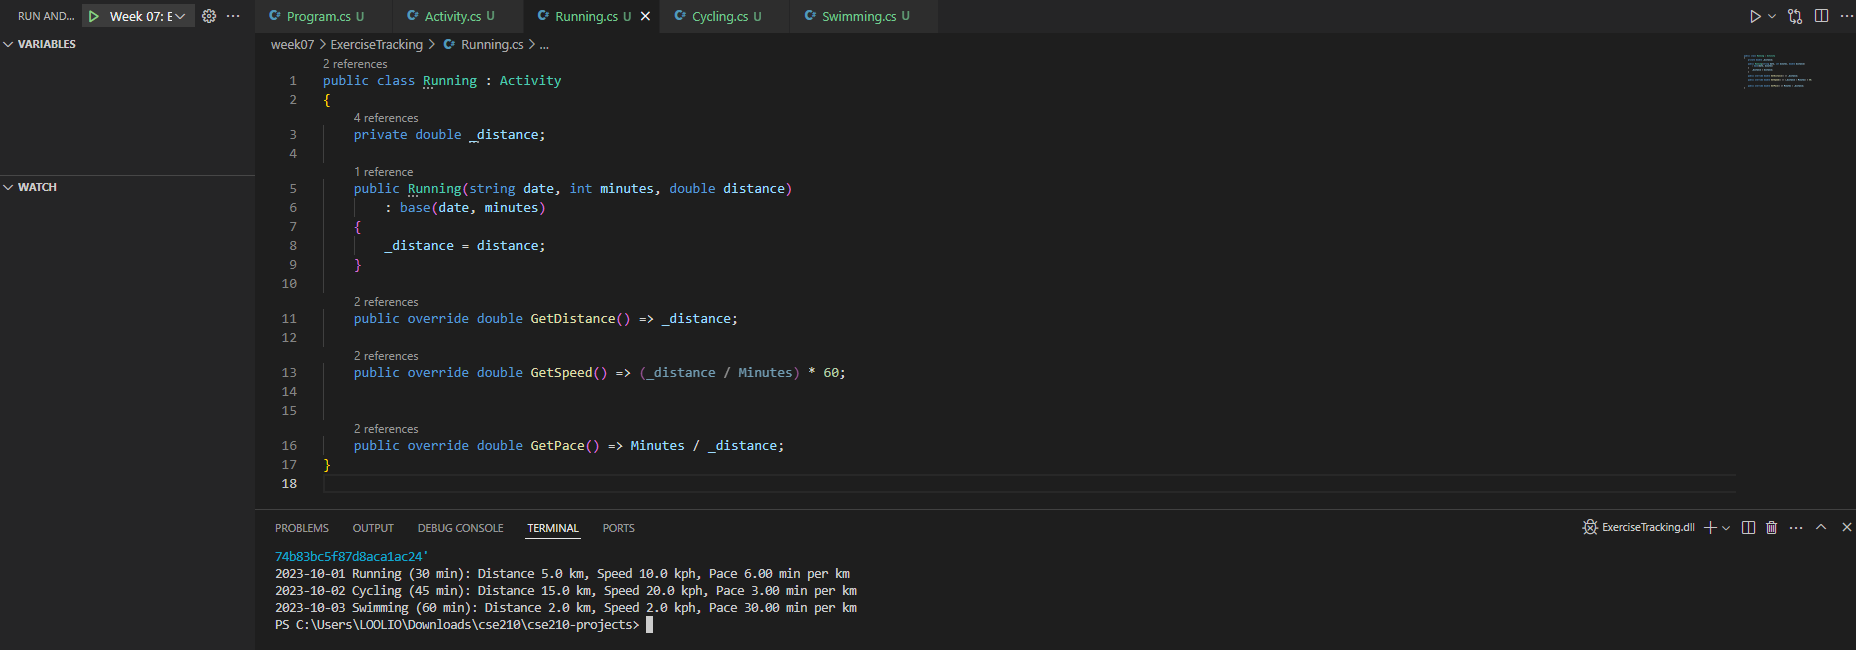 RUN AND... Week 07: E
Program.cs U Activity.cs U Running.cs U Cycling.cs U Swimming.cs U
VARIABLES
week07 > ExerciseTracking > Running.cs > ...
2 references
1 public class Running : Activity
2 {
4 references
3 private double _distance;
4
1 reference
5 public Running(string date, int minutes, double distance)
6 : base(date, minutes)
7 {
8 _distance = distance;
9 }
10
2 references
11 public override double GetDistance() => _distance;
12
2 references
13 public override double GetSpeed() => (_distance / Minutes) * 60;
14
15
2 references
16 public override double GetPace() => Minutes / _distance;
17 }
18
WATCH
PROBLEMS OUTPUT DEBUG CONSOLE TERMINAL PORTS
ExerciseTracking.dll
74b83bc5f87d8aca1ac24'
2023-10-01 Running (30 min): Distance 5.0 km, Speed 10.0 kph, Pace 6.00 min per km
2023-10-02 Cycling (45 min): Distance 15.0 km, Speed 20.0 kph, Pace 3.00 min per km
2023-10-03 Swimming (60 min): Distance 2.0 km, Speed 2.0 kph, Pace 30.00 min per km
PS C:\Users\LOOLIO\Downloads\cse210\cse210-projects>